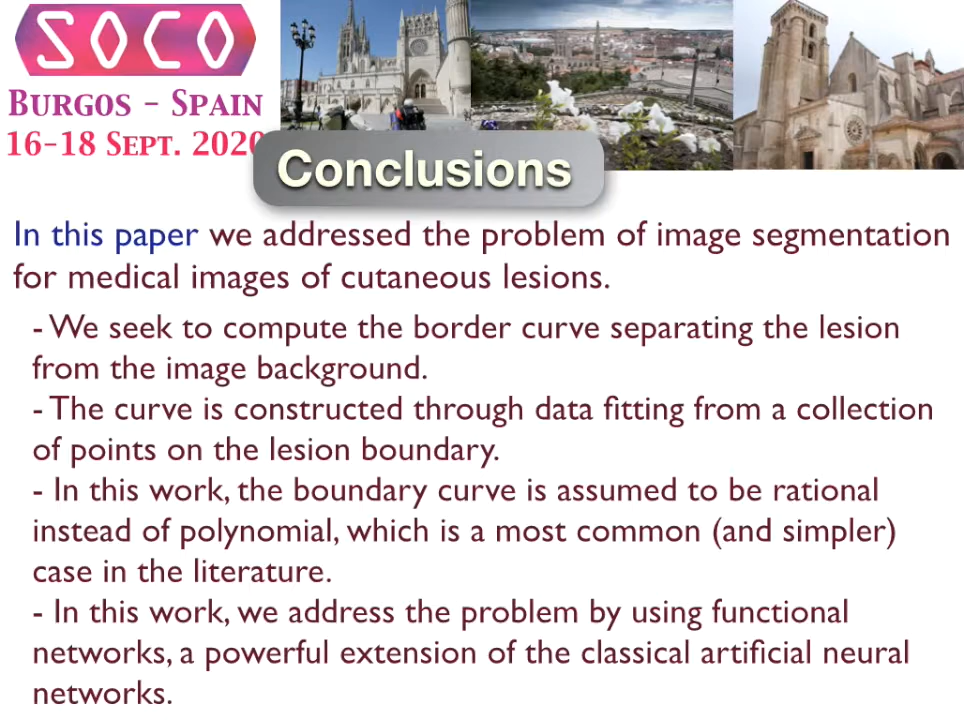 SOCO
BURGOS - SPAIN
16-18 SEPT. 2020
Conclusions
In this paper we addressed the problem of image segmentation
for medical images of cutaneous lesions.
- We seek to compute the border curve separating the lesion
from the image background.
- The curve is constructed through data fitting from a collection
of points on the lesion boundary.
- In this work, the boundary curve is assumed to be rational
instead of polynomial, which is a most common (and simpler)
case in the literature.
- In this work, we address the problem by using functional
networks, a powerful extension of the classical artificial neural
networks.